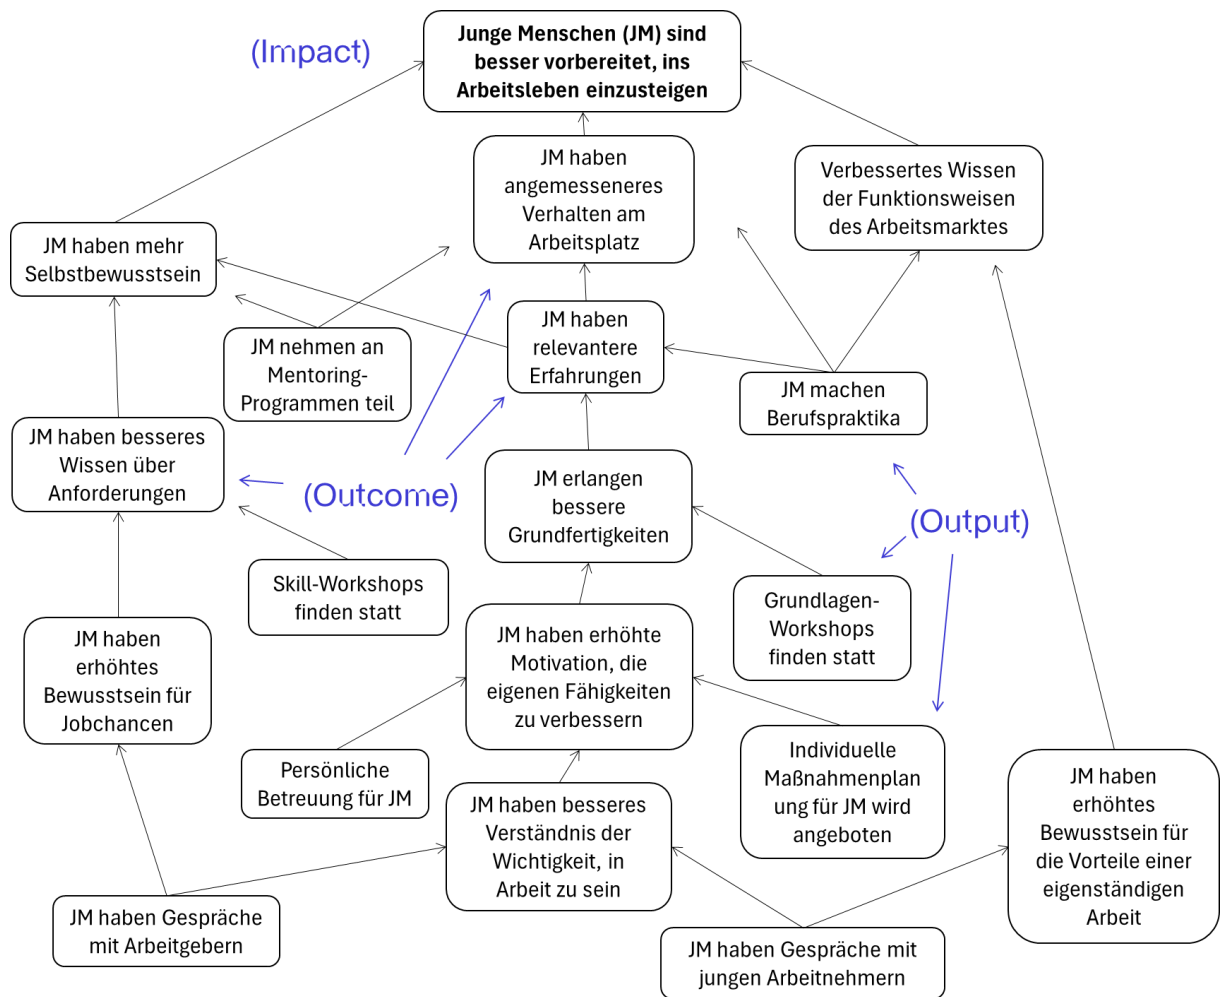 (Impact)
Junge Menschen (JM) sind
besser vorbereitet, ins
Arbeitsleben einzusteigen
JM haben
angemesseneres
Verhalten am
Arbeitsplatz
Verbessertes Wissen
der Funktionsweisen
des Arbeitsmarktes
JM haben mehr
Selbstbewusstsein
JM nehmen an
Mentoring-
Programmen teil
JM haben
relevantere
Erfahrungen
JM machen
Berufspraktika
JM haben besseres
Wissen über
Anforderungen
(Outcome)
JM erlangen
bessere
Grundfertigkeiten
(Output)
Skill-Workshops
finden statt
Grundlagen-
Workshops
finden statt
JM haben
erhöhtes
Bewusstsein für
Jobchancen
JM haben erhöhte
Motivation, die
eigenen Fähigkeiten
zu verbessern
Persönliche
Betreuung für JM
Individuelle
Maßnahmenplan
ung für JM wird
angeboten
JM haben besseres
Verständnis der
Wichtigkeit, in
Arbeit zu sein
JM haben
erhöhtes
Bewusstsein für
die Vorteile einer
eigenständigen
Arbeit
JM haben Gespräche
mit Arbeitgebern
JM haben Gespräche mit
jungen Arbeitnehmern